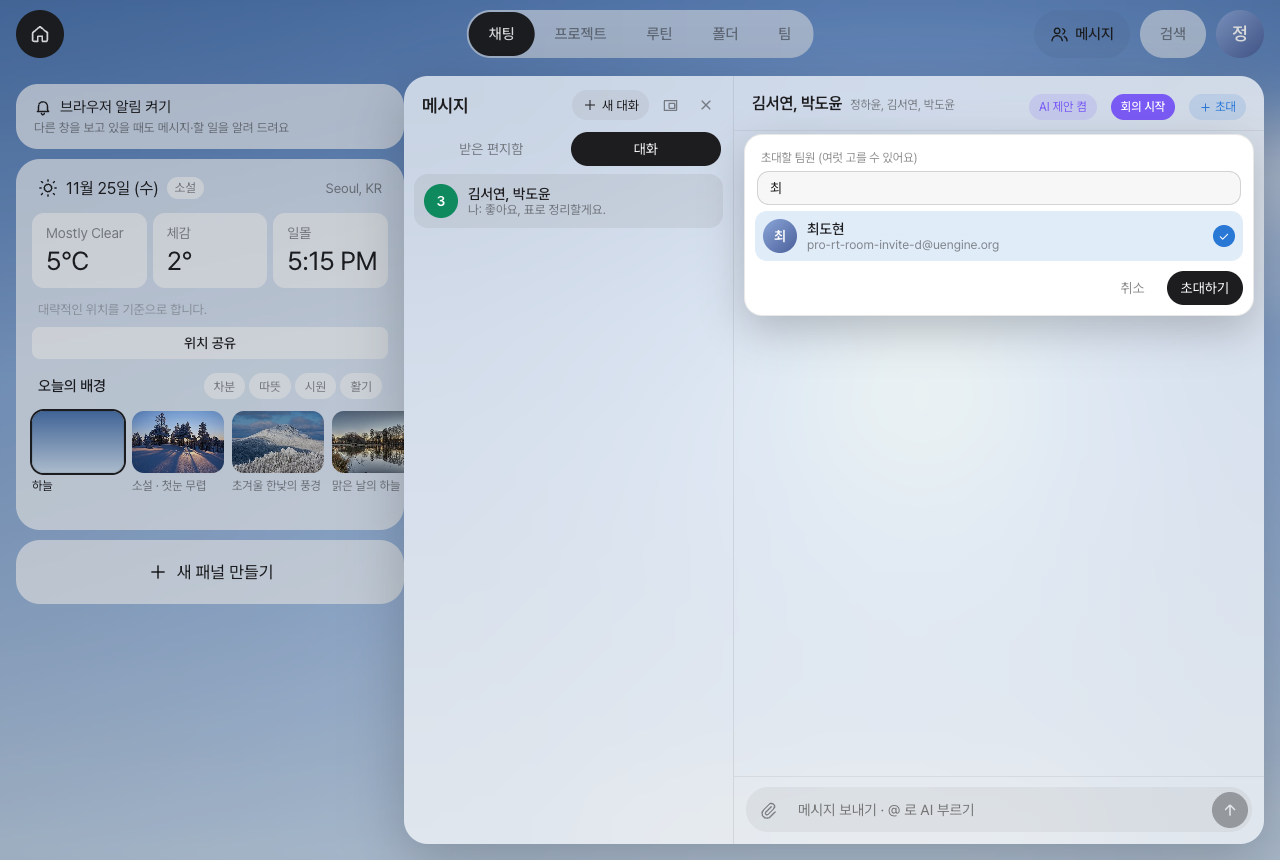 채팅
프로젝트
루틴
폴더
팀
메시지
검색
정
브라우저 알림 켜기
다른 창을 보고 있을 때도 메시지·할 일을 알려 드려요
11월 25일 (수)
소설
Seoul, KR
Mostly Clear
5°C
체감
2°
일몰
5:15 PM
대략적인 위치를 기준으로 합니다.
위치 공유
오늘의 배경
차분
따뜻
시원
활기
하늘
소설 · 첫눈 무렵
초겨울 한낮의 풍경
맑은 날의 하늘
새 패널 만들기
메시지
새 대화
받은 편지함
대화
3
김서연, 박도윤
나: 좋아요, 표로 정리할게요.
김서연, 박도윤
정하윤, 김서연, 박도윤
AI 제안 켬
회의 시작
초대
초대할 팀원 (여럿 고를 수 있어요)
최
최
최도현
pro-rt-room-invite-d@uengine.org
취소
초대하기
메시지 보내기 · @ 로 AI 부르기